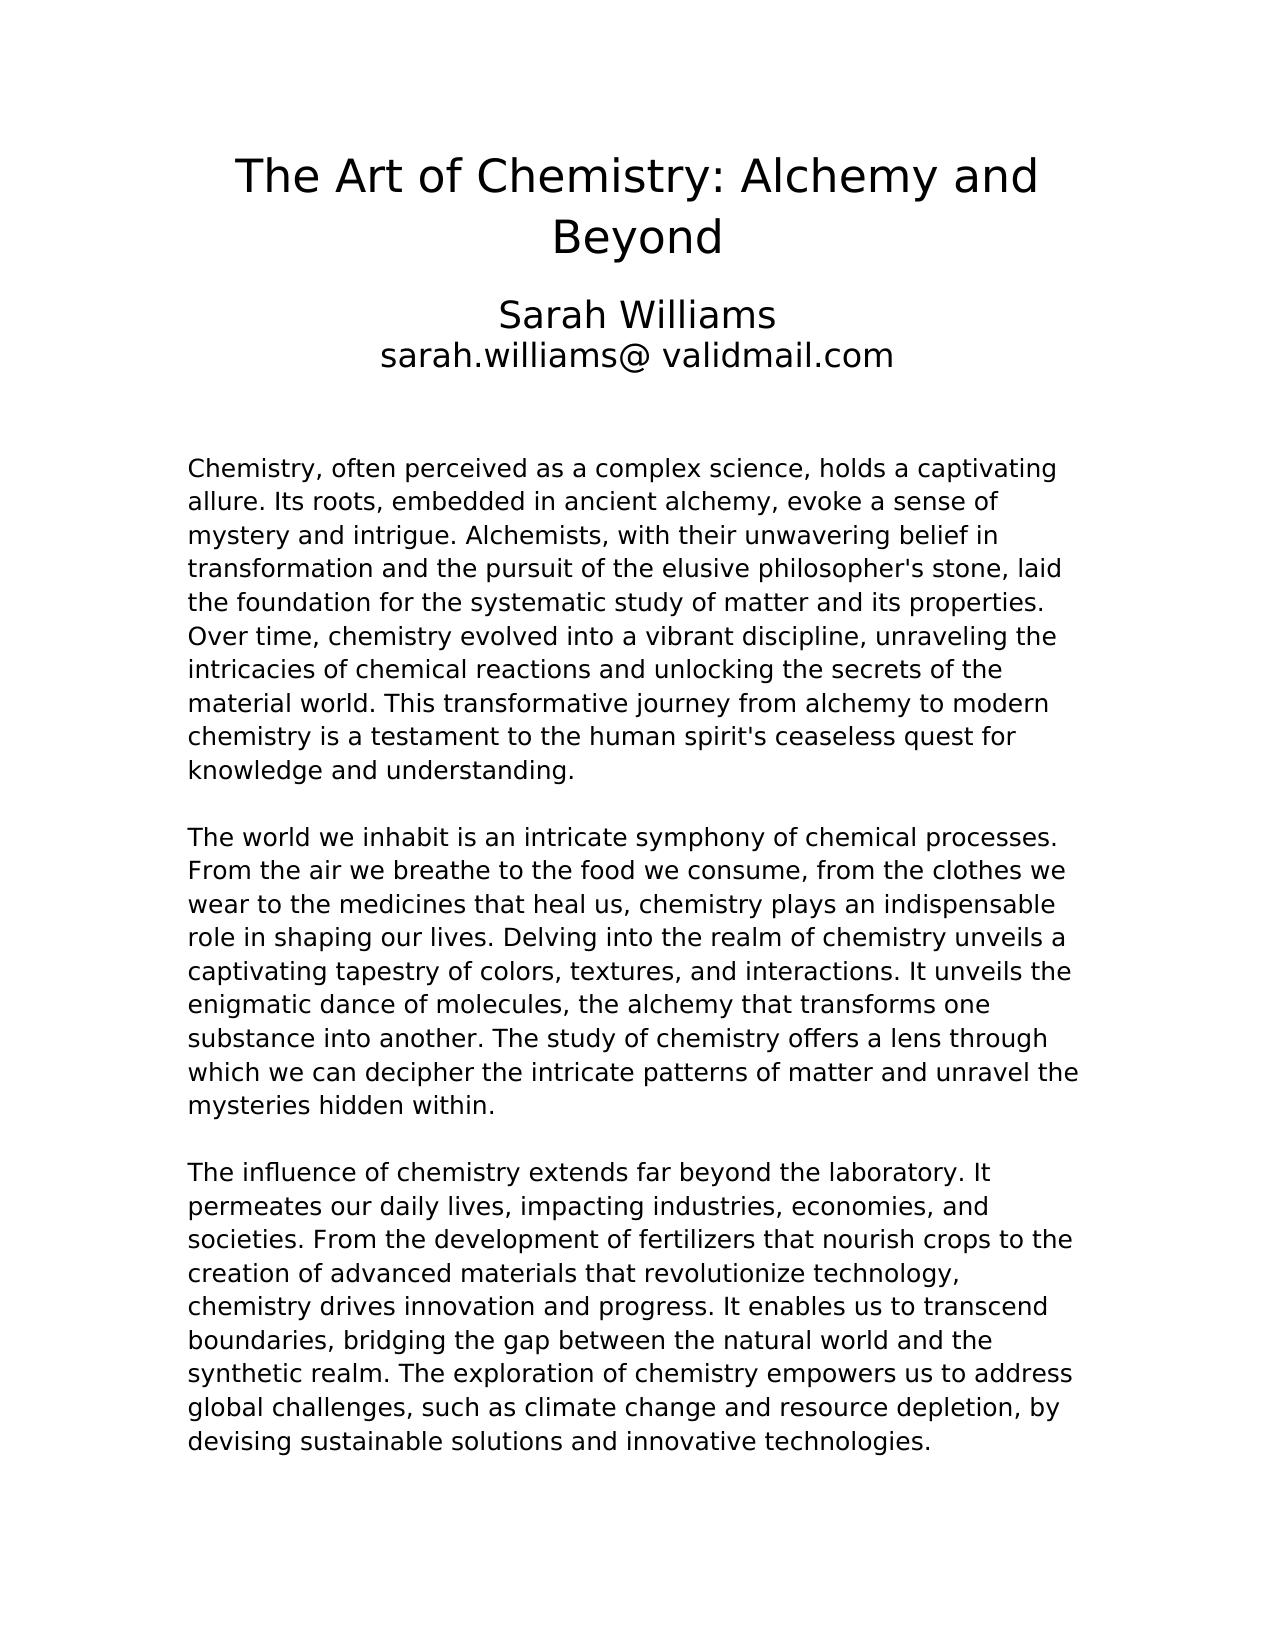 The Art of Chemistry: Alchemy and
Beyond
Sarah Williams
sarah.williams@ validmail.com
Chemistry, often perceived as a complex science, holds a captivating
allure. Its roots, embedded in ancient alchemy, evoke a sense of
mystery and intrigue. Alchemists, with their unwavering belief in
transformation and the pursuit of the elusive philosopher's stone, laid
the foundation for the systematic study of matter and its properties.
Over time, chemistry evolved into a vibrant discipline, unraveling the
intricacies of chemical reactions and unlocking the secrets of the
material world. This transformative journey from alchemy to modern
chemistry is a testament to the human spirit's ceaseless quest for
knowledge and understanding.
The world we inhabit is an intricate symphony of chemical processes.
From the air we breathe to the food we consume, from the clothes we
wear to the medicines that heal us, chemistry plays an indispensable
role in shaping our lives. Delving into the realm of chemistry unveils a
captivating tapestry of colors, textures, and interactions. It unveils the
enigmatic dance of molecules, the alchemy that transforms one
substance into another. The study of chemistry offers a lens through
which we can decipher the intricate patterns of matter and unravel the
mysteries hidden within.
The influence of chemistry extends far beyond the laboratory. It
permeates our daily lives, impacting industries, economies, and
societies. From the development of fertilizers that nourish crops to the
creation of advanced materials that revolutionize technology,
chemistry drives innovation and progress. It enables us to transcend
boundaries, bridging the gap between the natural world and the
synthetic realm. The exploration of chemistry empowers us to address
global challenges, such as climate change and resource depletion, by
devising sustainable solutions and innovative technologies.